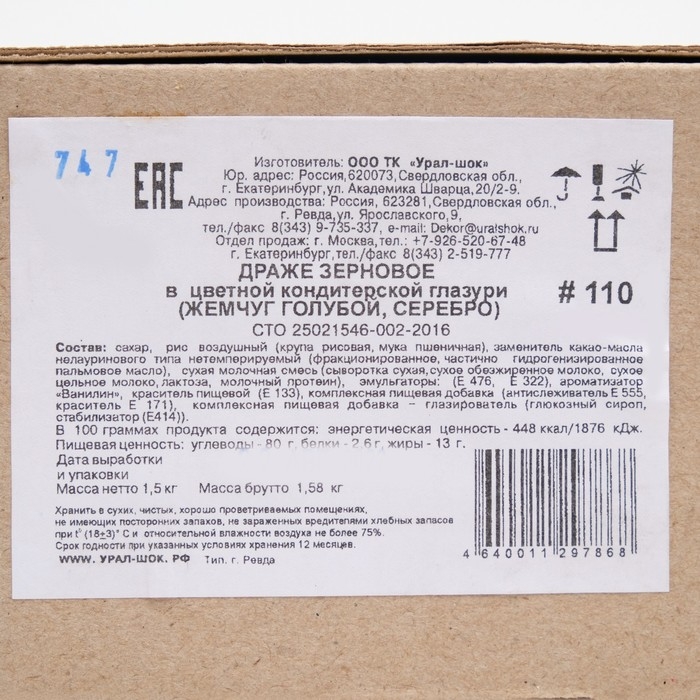 747
ЕАС
Изготовитель: ООО ТК «Урал-шок»
Юр. адрес: Россия,620073,Свердловская обл.,
г. Екатеринбург,ул. Академика Шварца,20/2-9.
Адрес производства: Россия, 623281,Свердловская обл.,
г. Ревда,ул. Ярославского, 9,
тел./факс 8(343) 9-735-337, e-mail: Dekor@uralshok.ru
Отдел продаж: г. Москва,тел.: +7-926-520-67-48
г. Екатеринбург,тел./факс 8(343) 2-519-777
ДРАЖЕ ЗЕРНОВОЕ
в цветной кондитерской глазури
(ЖЕМЧУГ ГОЛУБОЙ, СЕРЕБРО)
# 110
СТО 25021546-002-2016
Состав: сахар, рис воздушный (крупа рисовая, мука пшеничная), заменитель какао-масла
нелауринового типа нетемперируемый (фракционированное, частично гидрогенизированное
пальмовое масло), сухая молочная смесь (сыворотка сухая,сухое обезжиренное молоко, сухое
цельное молоко,лактоза, молочный протеин), эмульгаторы: (Е 476, Е 322), ароматизатор
«Ванилин», краситель пищевой (Е 133), комплексная пищевая добавка (антислеживатель Е 555,
краситель Е 171), комплексная пищевая добавка – глазирователь (глюкозный сироп,
стабилизатор (Е414)).
В 100 граммах продукта содержится: энергетическая ценность - 448 ккал/1876 кДж.
Пищевая ценность: углеводы - 80 г, белки - 2,6 г, жиры - 13 г.
Дата выработки
и упаковки
Масса нетто 1,5 кг Масса брутто 1,58 кг
Хранить в сухих, чистых, хорошо проветриваемых помещениях,
не имеющих посторонних запахов, не зараженных вредителями хлебных запасов
при t° (18±3)° С и относительной влажности воздуха не более 75%.
Срок годности при указанных условиях хранения 12 месяцев.
WWW. УРАЛ-ШОК. РФ Тип. г. Ревда
4 640011 297868